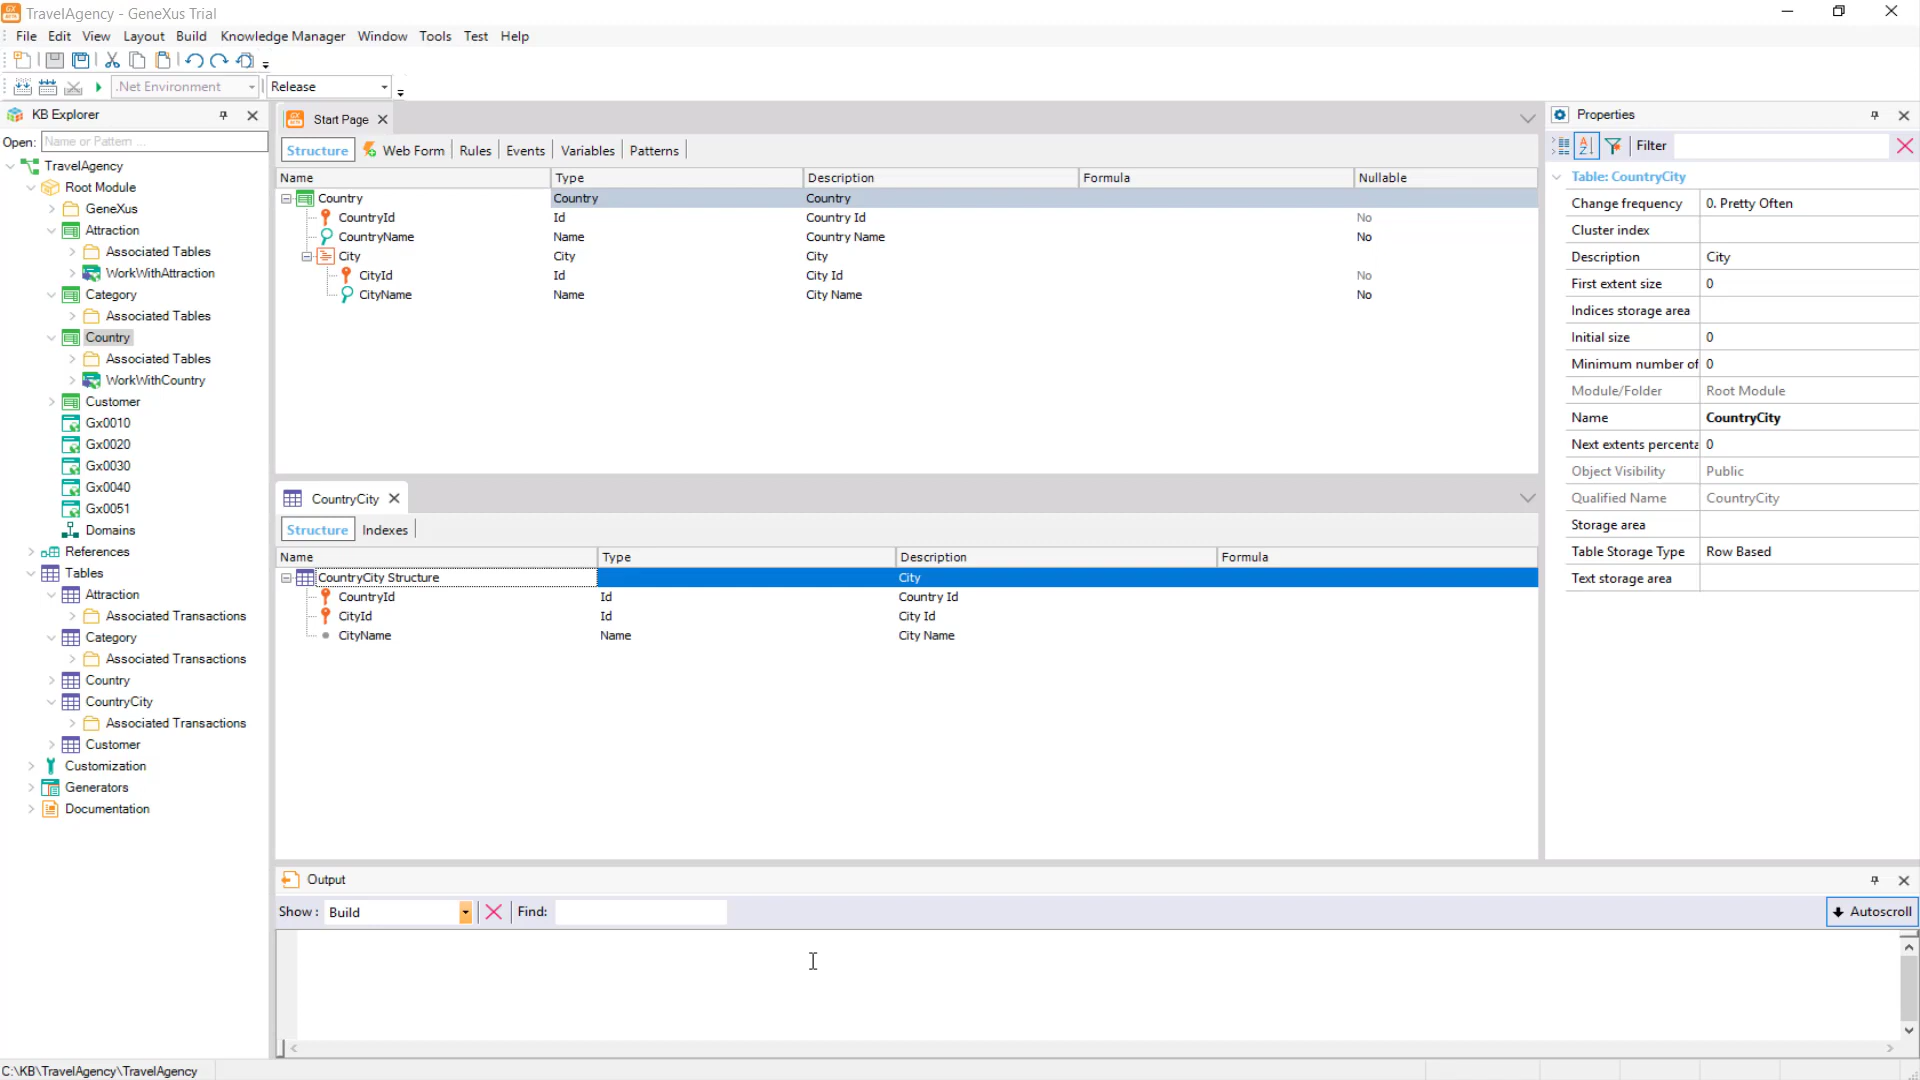 TravelAgency - GeneXus Trial
File Edit View Layout Build Knowledge Manager Window Tools Test Help
.Net Environment Release
KB Explorer
Open: Name or Pattern ...
TravelAgency
Root Module
GeneXus
Attraction
Associated Tables
WorkWithAttraction
Category
Associated Tables
Country
Associated Tables
WorkWithCountry
Customer
Gx0010
Gx0020
Gx0030
Gx0040
Gx0051
Domains
References
Tables
Attraction
Associated Transactions
Category
Associated Transactions
Country
CountryCity
Associated Transactions
Customer
Customization
Generators
Documentation
Start Page
Structure Web Form Rules Events Variables Patterns
Name Type Description Formula Nullable
Country Country Country
CountryId Id Country Id No
CountryName Name Country Name No
City City City
CityId Id City Id No
CityName Name City Name No
CountryCity
Structure Indexes
Name Type Description Formula
CountryCity Structure City
CountryId Id Country Id
CityId Id City Id
CityName Name City Name
Output
Show : Build Find: Autoscroll
Properties
Filter
Table: CountryCity
Change frequency 0. Pretty Often
Cluster index
Description City
First extent size 0
Indices storage area
Initial size 0
Minimum number of 0
Module/Folder Root Module
Name CountryCity
Next extents percenta 0
Object Visibility Public
Qualified Name CountryCity
Storage area
Table Storage Type Row Based
Text storage area
C:\KB\TravelAgency\TravelAgency